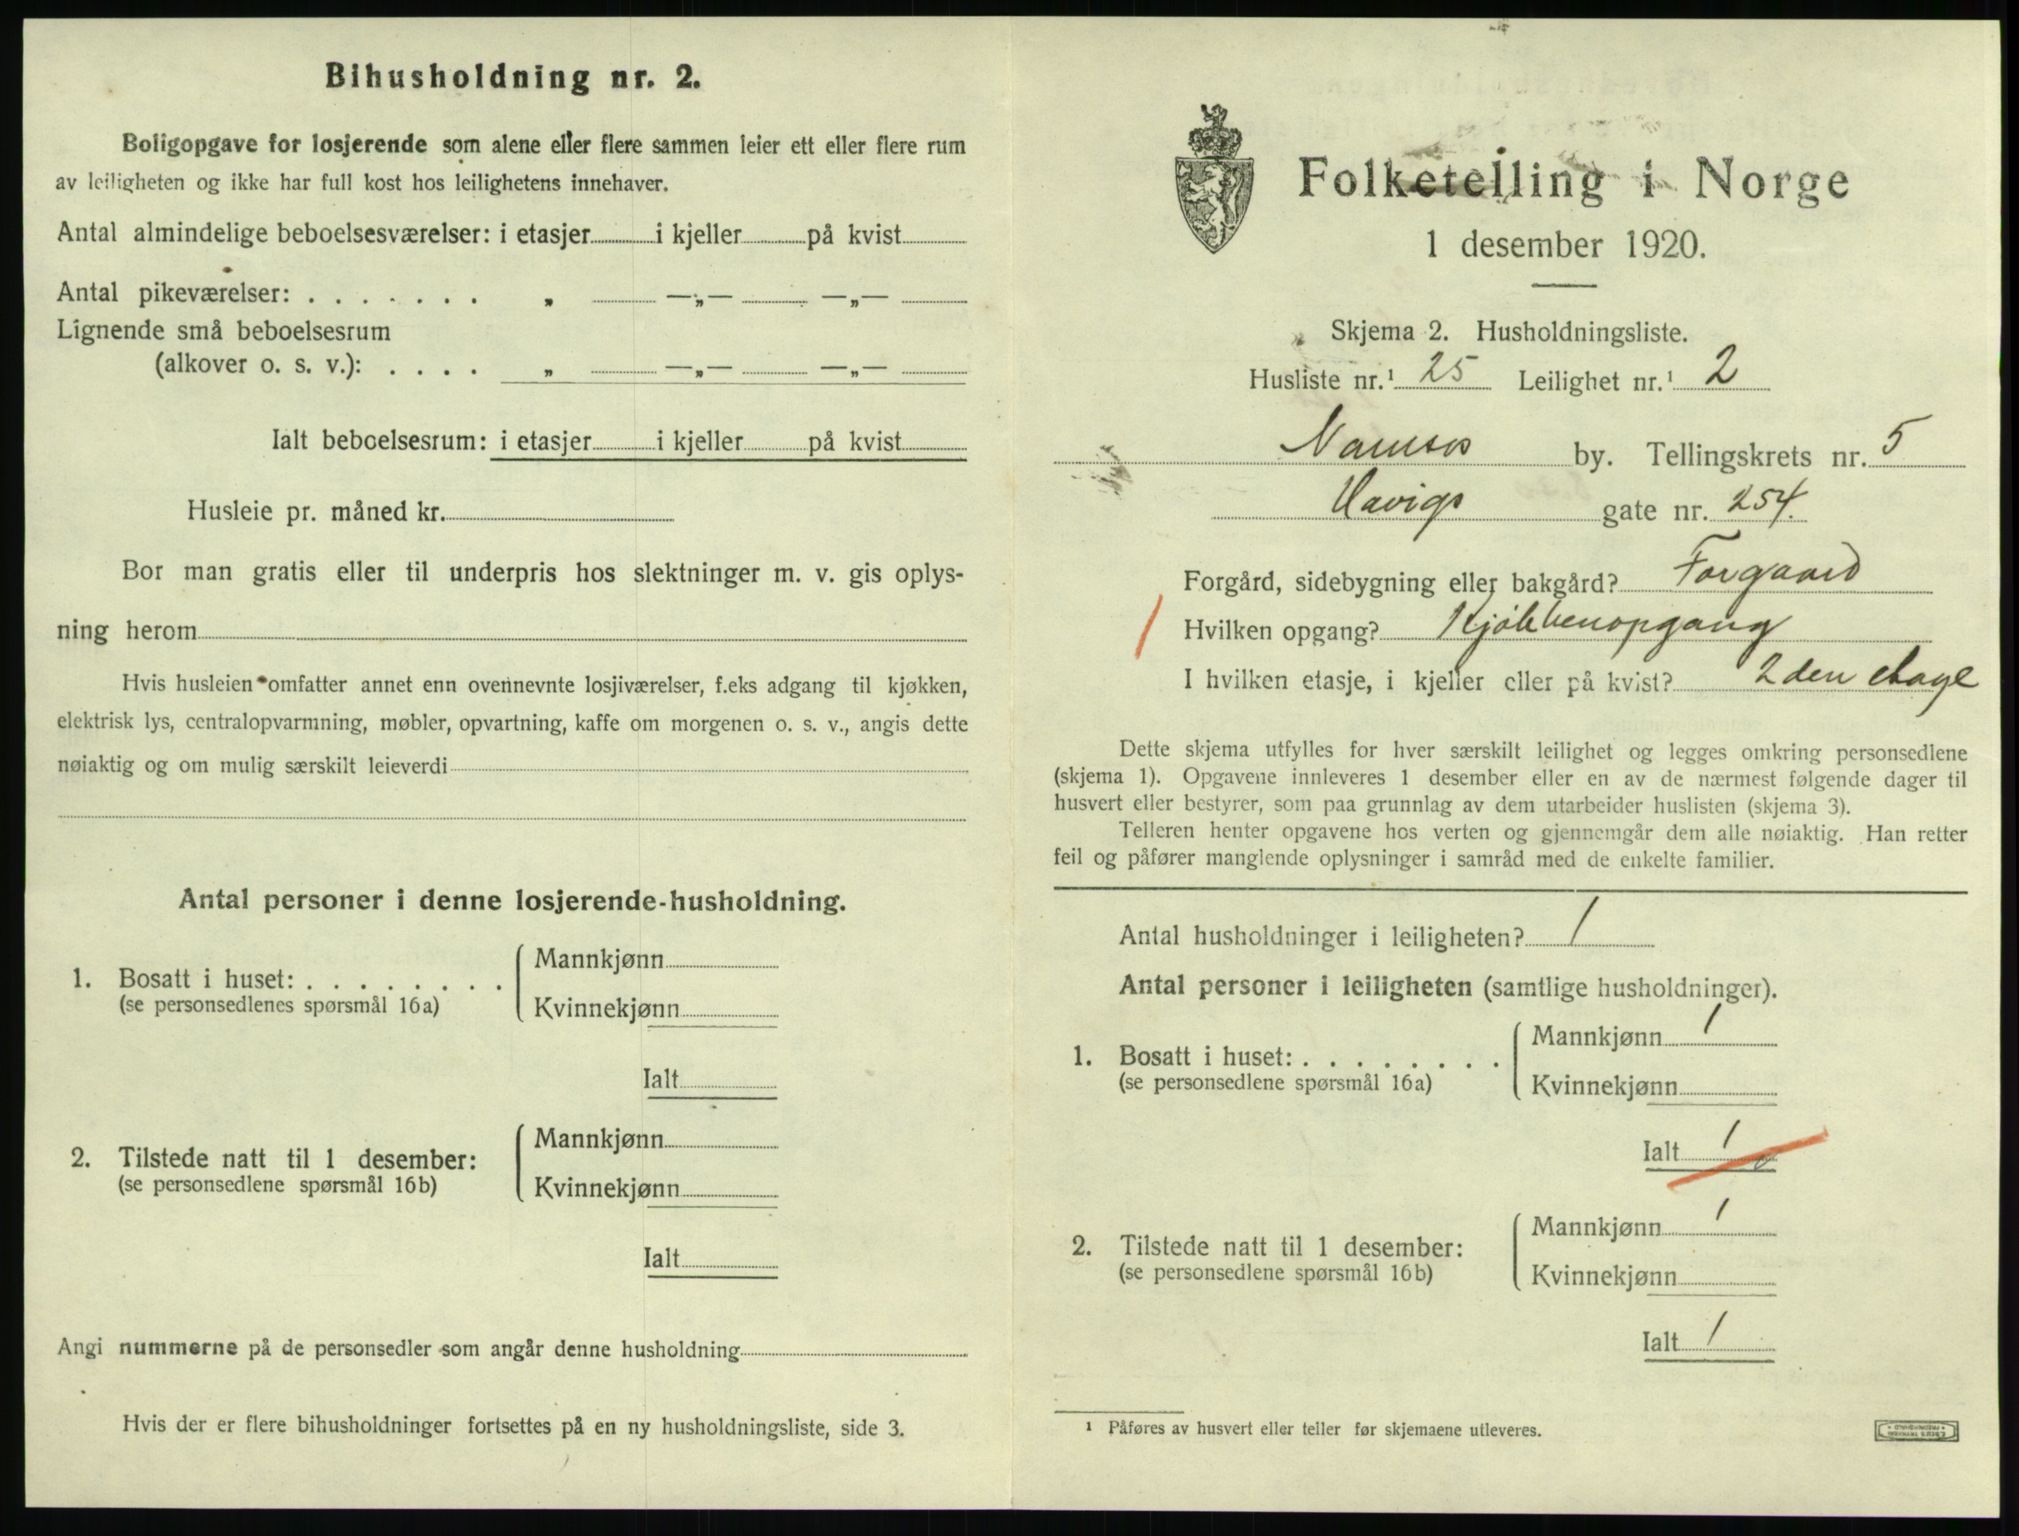 Bihusholdning nr. 2.
Boligopgave for losjerende som alene eller flere sammen leier ett eller flere rum
av leiligheten og ikke har full kost hos leilighetens innehaver.
Antal almindelige beboelsesværelser: i etasjer i kjeller på kvist
Antal pikeværelser: . . . . . . . „ —„— —„—
Lignende små beboelsesrum
(alkover o. s. v.): . . . . „ —„— —„—
Ialt beboelsesrum: i etasjer i kjeller på kvist
Husleie pr. måned kr.
Bor man gratis eller til underpris hos slektninger m. v. gis oplys-
ning herom
Hvis husleien omfatter annet enn ovennevnte losjiværelser, f.eks adgang til kjøkken,
elektrisk lys, centralopvarmning, møbler, opvartning, kaffe om morgenen o. s. v., angis dette
nøiaktig og om mulig særskilt leieverdi
Antal personer i denne losjerende-husholdning.
1. Bosatt i huset: . . . . . . . .
(se personsedlenes spørsmål 16a)
Mannkjønn
Kvinnekjønn
Ialt
2. Tilstede natt til 1 desember:
(se personsedlene spørsmål 16b)
Mannkjønn
Kvinnekjønn
Ialt
Angi nummerne på de personsedler som angår denne husholdning
Hvis der er flere bihusholdninger fortsettes på en ny husholdningsliste, side 3.
Folketelling i Norge
1 desember 1920.
Skjema 2. Husholdningsliste.
Husliste nr.¹ 25 Leilighet nr.¹ 2
Namsos by. Tellingskrets nr. 5
Havigs gate nr. 254.
Forgård, sidebygning eller bakgård? Forgaard
Hvilken opgang? Kjøkkenopgang
I hvilken etasje, i kjeller eller på kvist? 2den etage
Dette skjema utfylles for hver særskilt leilighet og legges omkring personsedlene
(skjema 1). Opgavene innleveres 1 desember eller en av de nærmest følgende dager til
husvert eller bestyrer, som paa grunnlag av dem utarbeider huslisten (skjema 3).
Telleren henter opgavene hos verten og gjennemgår dem alle nøiaktig. Han retter
feil og påfører manglende oplysninger i samråd med de enkelte familier.
Antal husholdninger i leiligheten? 1
Antal personer i leiligheten (samtlige husholdninger).
1. Bosatt i huset: . . . . . . . .
(se personsedlene spørsmål 16a)
Mannkjønn 1
Kvinnekjønn
Ialt 1
2. Tilstede natt til 1 desember:
(se personsedlene spørsmål 16b)
Mannkjønn 1
Kvinnekjønn
Ialt 1
¹ Påføres av husvert eller teller før skjemaene utleveres.